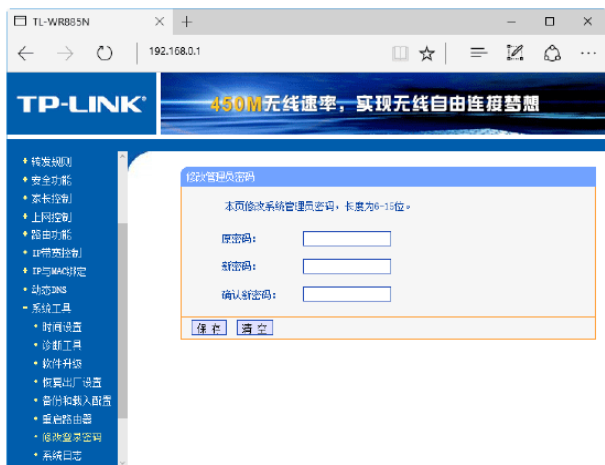 TL-WR885N
192.168.0.1
TP-LINK®
450M无线速率，实现无线自由连接梦想
转发规则
安全功能
家长控制
上网控制
路由功能
IP带宽控制
IP与MAC绑定
动态DNS
系统工具
时间设置
诊断工具
软件升级
恢复出厂设置
备份和载入配置
重启路由器
修改登录密码
系统日志
修改管理员密码
本页修改系统管理员密码，长度为6-15位。
原密码：
新密码：
确认新密码：
保存 清空